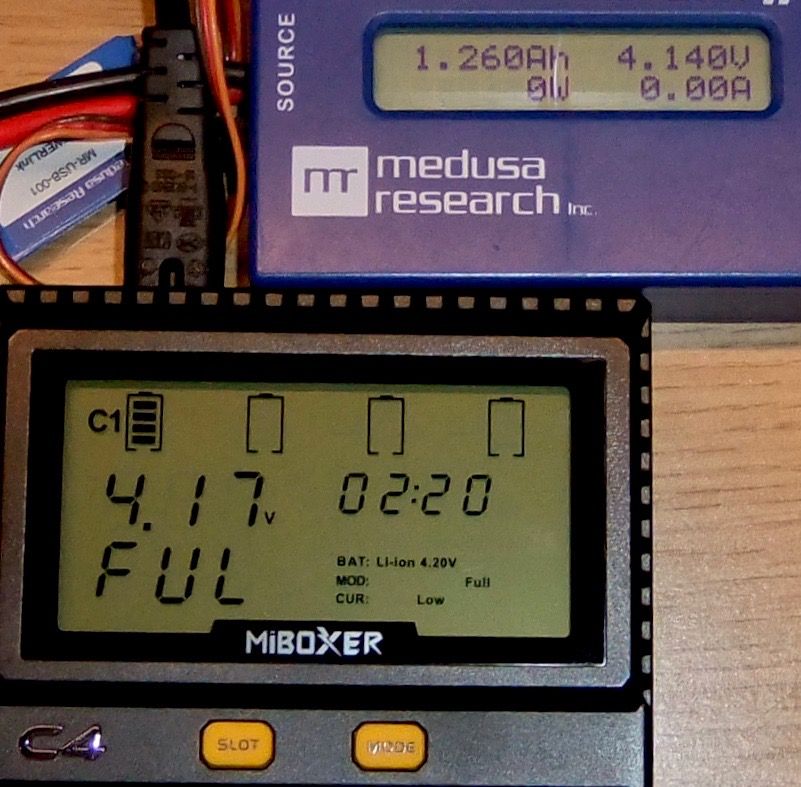 SOURCE
1.260Ah 4.140V
0W 0.00A
mr medusa
research Inc.
MR-USB-001
Medusa Research
C1
4.17V 02:20
FUL
BAT: Li-ion 4.20V
MOD: Full
CUR: Low
MiBOXER
C4 SLOT MODE